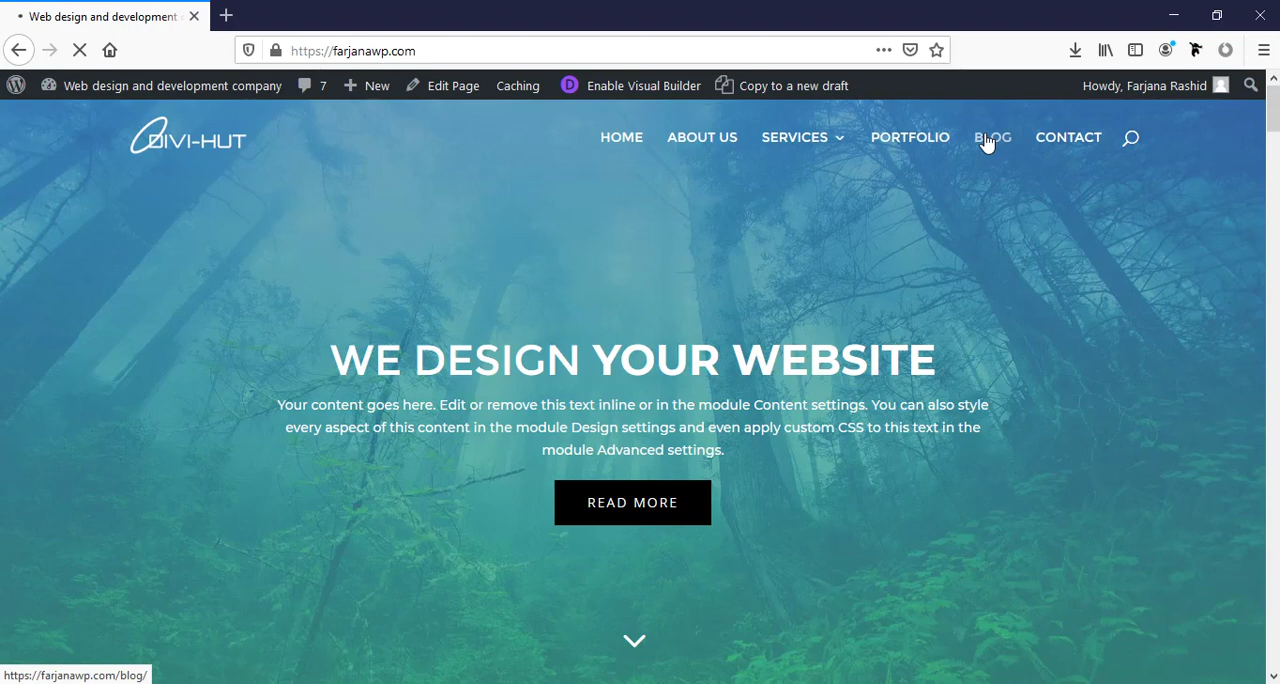 Web design and development
https://farjanawp.com
Web design and development company 7 New Edit Page Caching Enable Visual Builder Copy to a new draft Howdy, Farjana Rashid
DIVI-HUT
HOME ABOUT US SERVICES PORTFOLIO BLOG CONTACT
WE DESIGN YOUR WEBSITE
Your content goes here. Edit or remove this text inline or in the module Content settings. You can also style
every aspect of this content in the module Design settings and even apply custom CSS to this text in the
module Advanced settings.
READ MORE
https://farjanawp.com/blog/